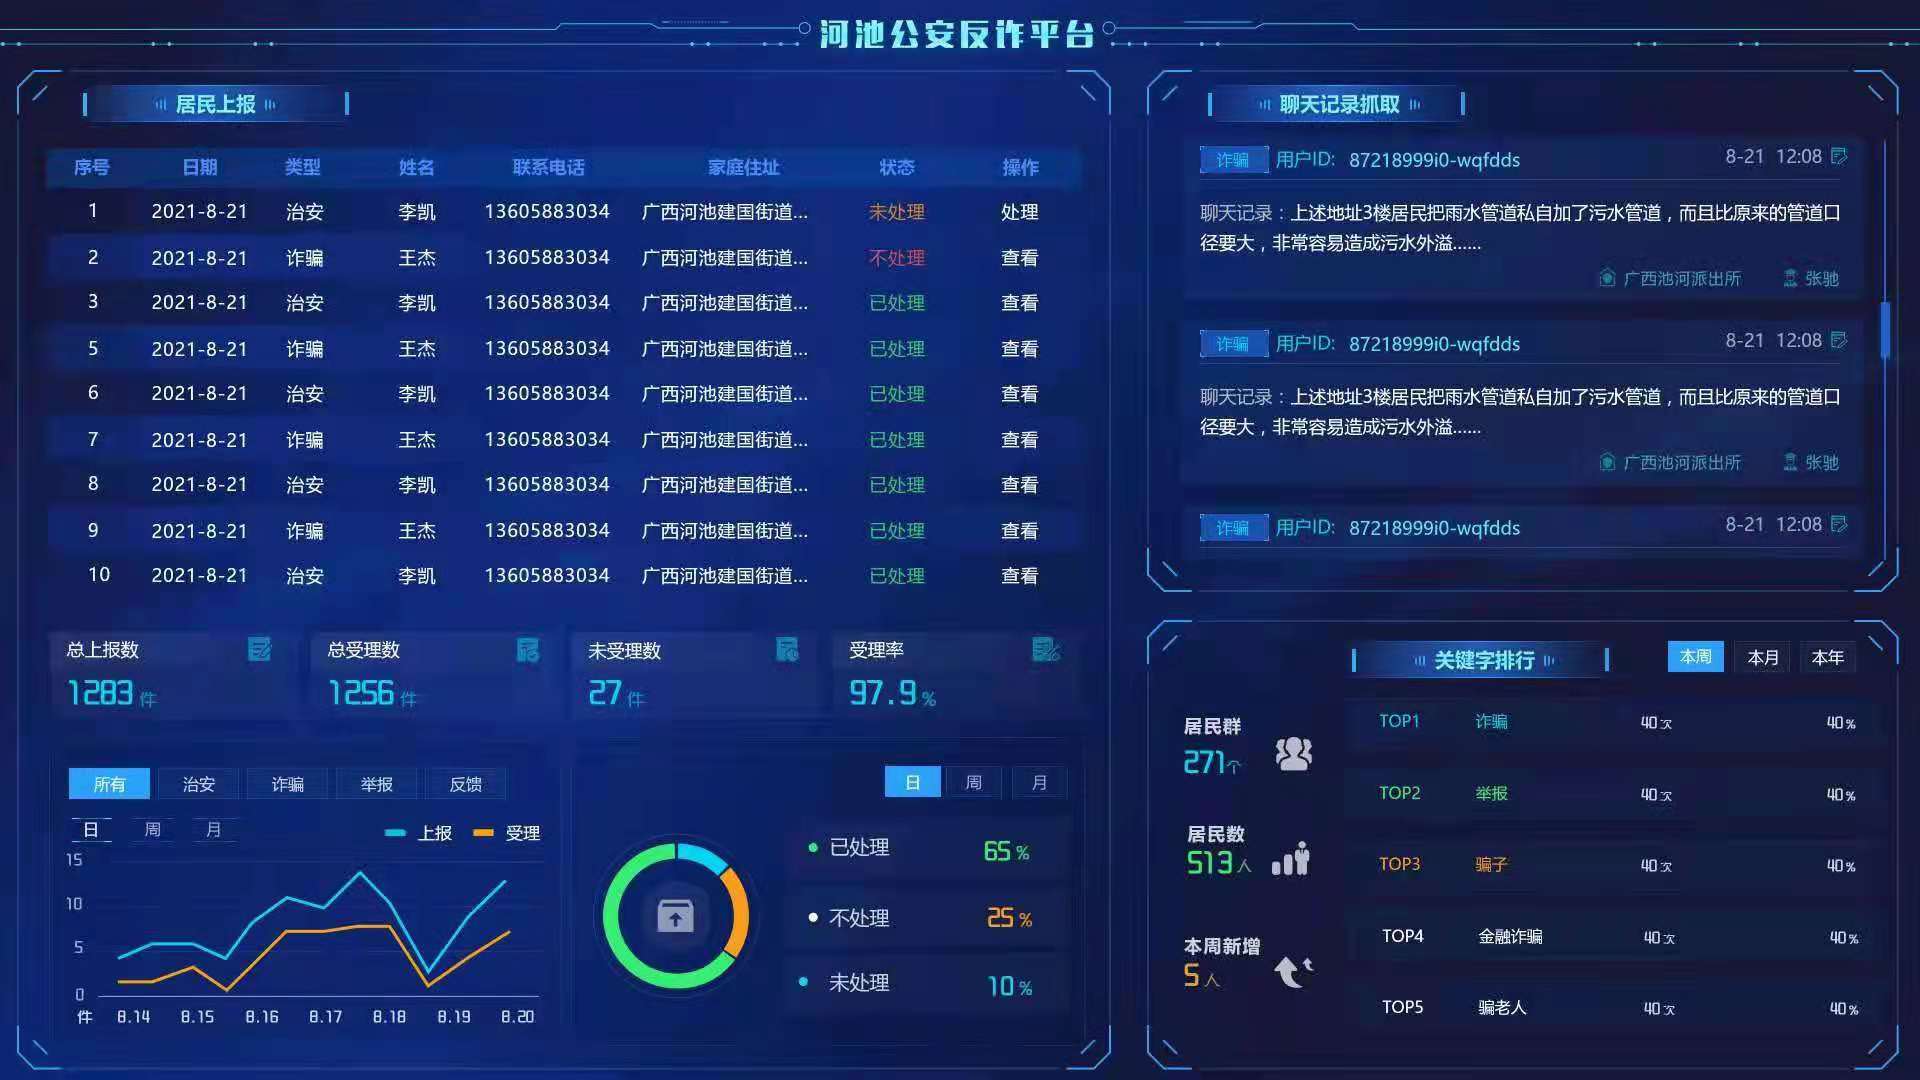 河池公安反诈平台
居民上报
序号 日期 类型 姓名 联系电话 家庭住址 状态 操作
1 2021-8-21 治安 李凯 13605883034 广西河池建国街道... 未处理 处理
2 2021-8-21 诈骗 王杰 13605883034 广西河池建国街道... 不处理 查看
3 2021-8-21 治安 李凯 13605883034 广西河池建国街道... 已处理 查看
5 2021-8-21 诈骗 王杰 13605883034 广西河池建国街道... 已处理 查看
6 2021-8-21 治安 李凯 13605883034 广西河池建国街道... 已处理 查看
7 2021-8-21 诈骗 王杰 13605883034 广西河池建国街道... 已处理 查看
8 2021-8-21 治安 李凯 13605883034 广西河池建国街道... 已处理 查看
9 2021-8-21 诈骗 王杰 13605883034 广西河池建国街道... 已处理 查看
10 2021-8-21 治安 李凯 13605883034 广西河池建国街道... 已处理 查看
总上报数 总受理数 未受理数 受理率
1283件 1256件 27件 97.9%
所有 治安 诈骗 举报 反馈
日 周 月
上报 受理
15
10
5
0
件 8.14 8.15 8.16 8.17 8.18 8.19 8.20
日 周 月
已处理 65%
不处理 25%
未处理 10%
聊天记录抓取
诈骗 用户ID: 87218999i0-wqfdds 8-21 12:08
聊天记录：上述地址3楼居民把雨水管道私自加了污水管道，而且比原来的管道口
径要大，非常容易造成污水外溢......
广西池河派出所 张驰
诈骗 用户ID: 87218999i0-wqfdds 8-21 12:08
聊天记录：上述地址3楼居民把雨水管道私自加了污水管道，而且比原来的管道口
径要大，非常容易造成污水外溢......
广西池河派出所 张驰
诈骗 用户ID: 87218999i0-wqfdds 8-21 12:08
关键字排行
本周 本月 本年
居民群
271个
居民数
513人
本周新增
5人
TOP1 诈骗 40次 40%
TOP2 举报 40次 40%
TOP3 骗子 40次 40%
TOP4 金融诈骗 40次 40%
TOP5 骗老人 40次 40%